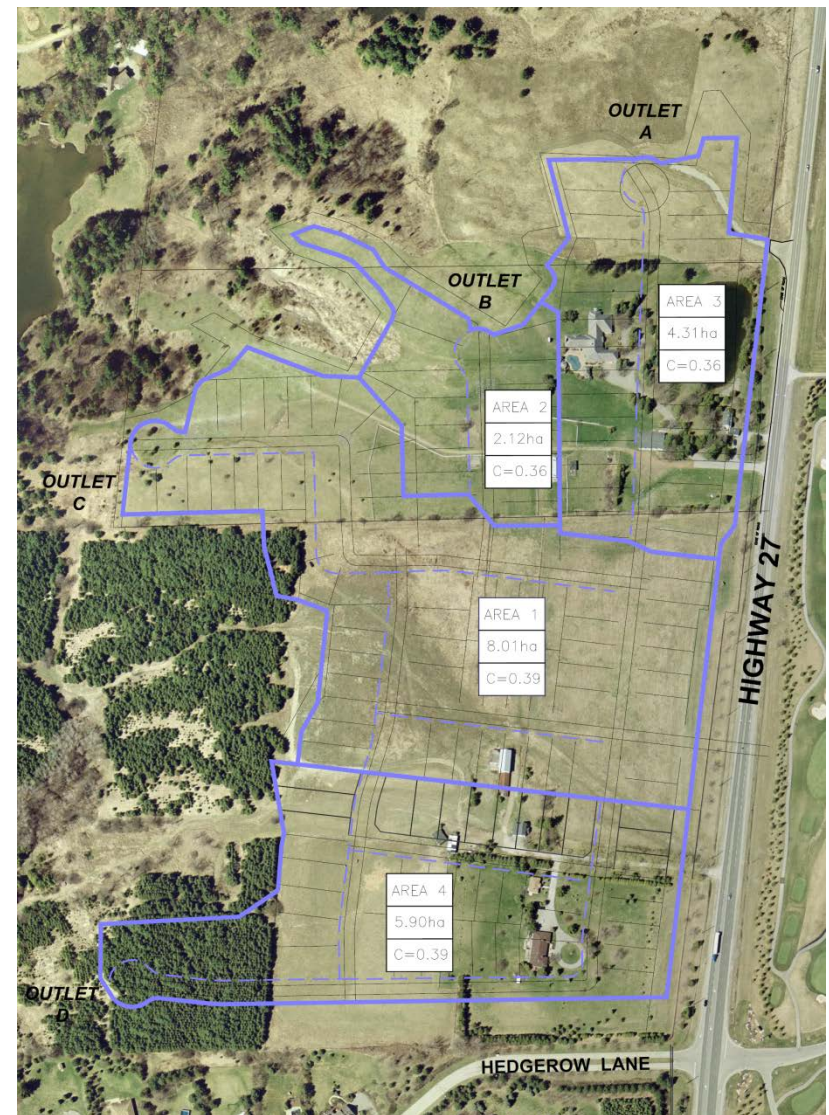 OUTLET
A
OUTLET
B
AREA 3
4.31ha
C=0.36
AREA 2
2.12ha
C=0.36
OUTLET
C
HIGHWAY 27
AREA 1
8.01ha
C=0.39
AREA 4
5.90ha
C=0.39
OUTLET
D
HEDGEROW LANE